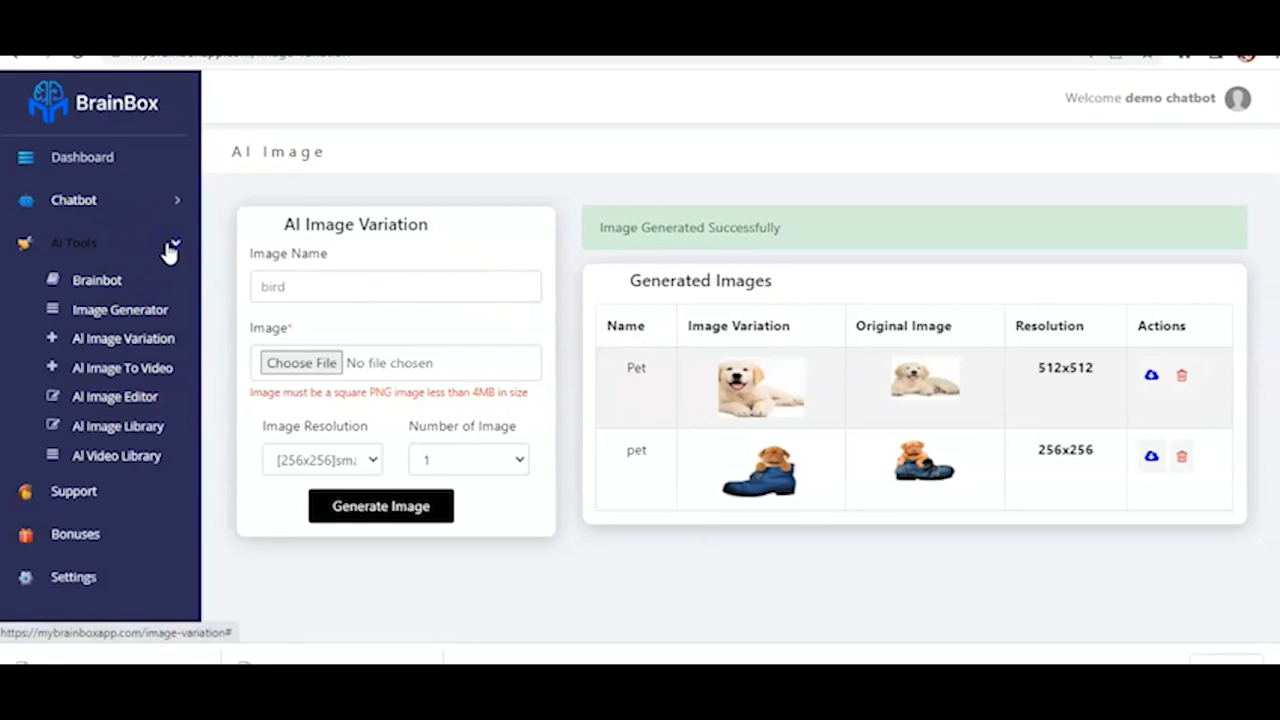 BrainBox
Welcome demo chatbot
Dashboard
Chatbot
AI Tools
Brainbot
Image Generator
AI Image Variation
AI Image To Video
AI Image Editor
AI Image Library
AI Video Library
Support
Bonuses
Settings
AI Image
AI Image Variation
Image Name
bird
Image*
Choose File No file chosen
Image must be a square PNG image less than 4MB in size
Image Resolution Number of Image
[256x256]sma 1
Generate Image
Image Generated Successfully
Generated Images
Name Image Variation Original Image Resolution Actions
Pet 512x512
pet 256x256
https://mybrainboxapp.com/image-variation#